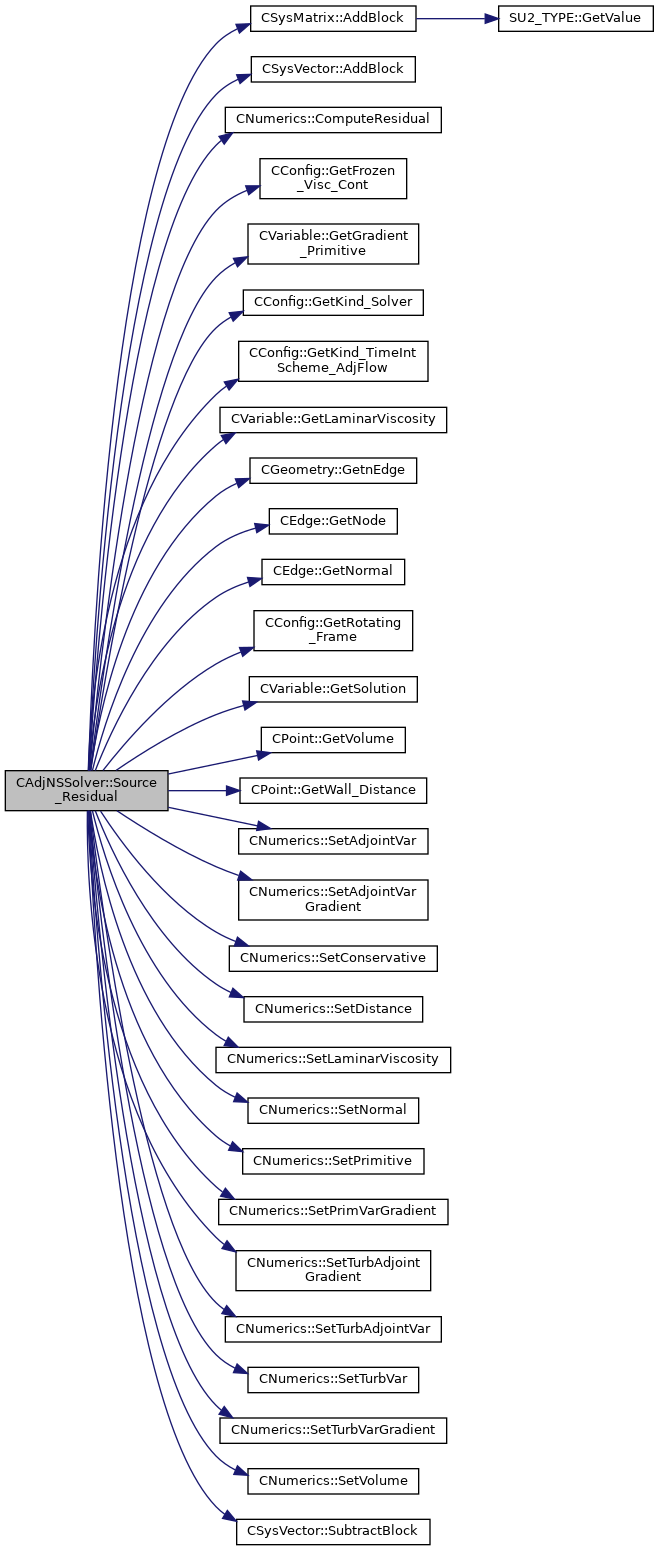 CSysMatrix::AddBlock
SU2_TYPE::GetValue
CSysVector::AddBlock
CNumerics::ComputeResidual
CConfig::GetFrozen
_Visc_Cont
CVariable::GetGradient
_Primitive
CConfig::GetKind_Solver
CConfig::GetKind_TimeInt
Scheme_AdjFlow
CVariable::GetLaminarViscosity
CGeometry::GetnEdge
CEdge::GetNode
CEdge::GetNormal
CConfig::GetRotating
_Frame
CVariable::GetSolution
CPoint::GetVolume
CAdjNSSolver::Source
_Residual
CPoint::GetWall_Distance
CNumerics::SetAdjointVar
CNumerics::SetAdjointVar
Gradient
CNumerics::SetConservative
CNumerics::SetDistance
CNumerics::SetLaminarViscosity
CNumerics::SetNormal
CNumerics::SetPrimitive
CNumerics::SetPrimVarGradient
CNumerics::SetTurbAdjoint
Gradient
CNumerics::SetTurbAdjointVar
CNumerics::SetTurbVar
CNumerics::SetTurbVarGradient
CNumerics::SetVolume
CSysVector::SubtractBlock